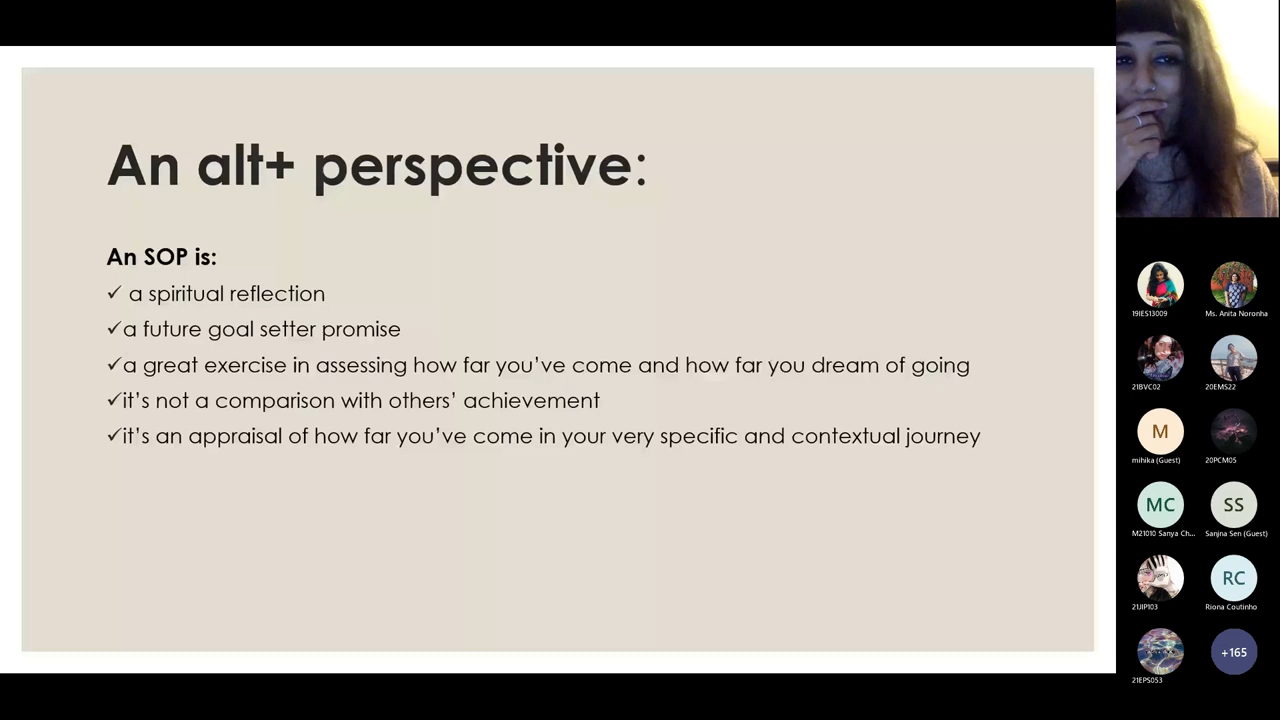 An alt+ perspective:
An SOP is:
✓ a spiritual reflection
✓a future goal setter promise
✓a great exercise in assessing how far you’ve come and how far you dream of going
✓it’s not a comparison with others’ achievement
✓it’s an appraisal of how far you’ve come in your very specific and contextual journey
19IES13009
Ms. Anita Noronha
21BVC02
20EMS22
M
mihika (Guest)
20PCM05
MC
M21010 Sanya Ch...
SS
Sanjna Sen (Guest)
21JIP103
RC
Riona Coutinho
21EPS053
+165